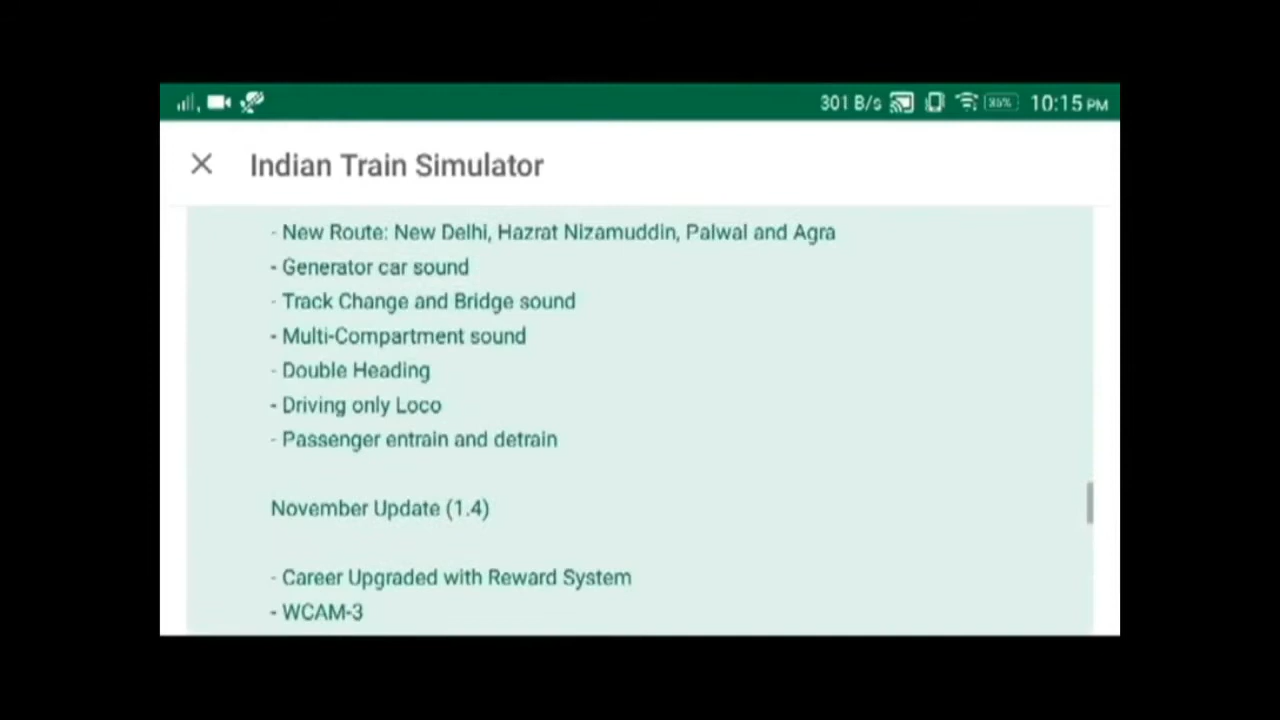 301 B/s 10:15 PM
Indian Train Simulator
- New Route: New Delhi, Hazrat Nizamuddin, Palwal and Agra
- Generator car sound
- Track Change and Bridge sound
- Multi-Compartment sound
- Double Heading
- Driving only Loco
- Passenger entrain and detrain
November Update (1.4)
- Career Upgraded with Reward System
- WCAM-3